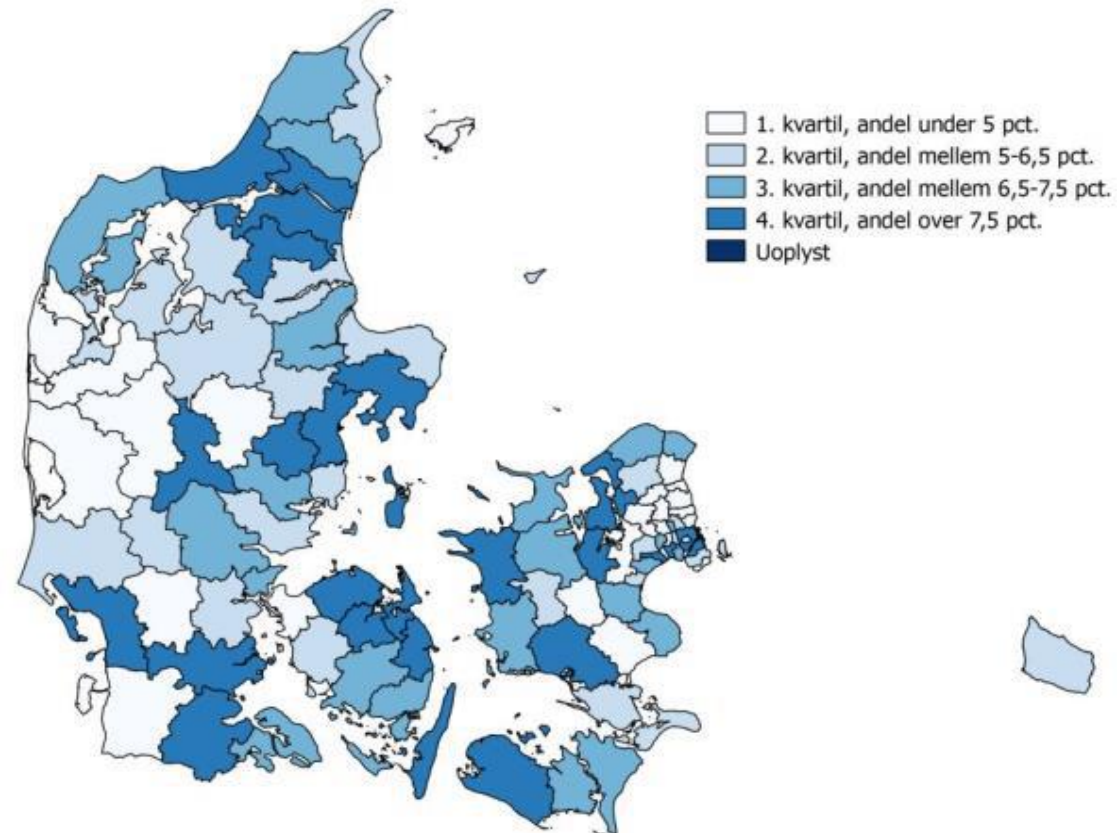 1. kvartil, andel under 5 pct.
2. kvartil, andel mellem 5-6,5 pct.
3. kvartil, andel mellem 6,5-7,5 pct.
4. kvartil, andel over 7,5 pct.
Uoplyst